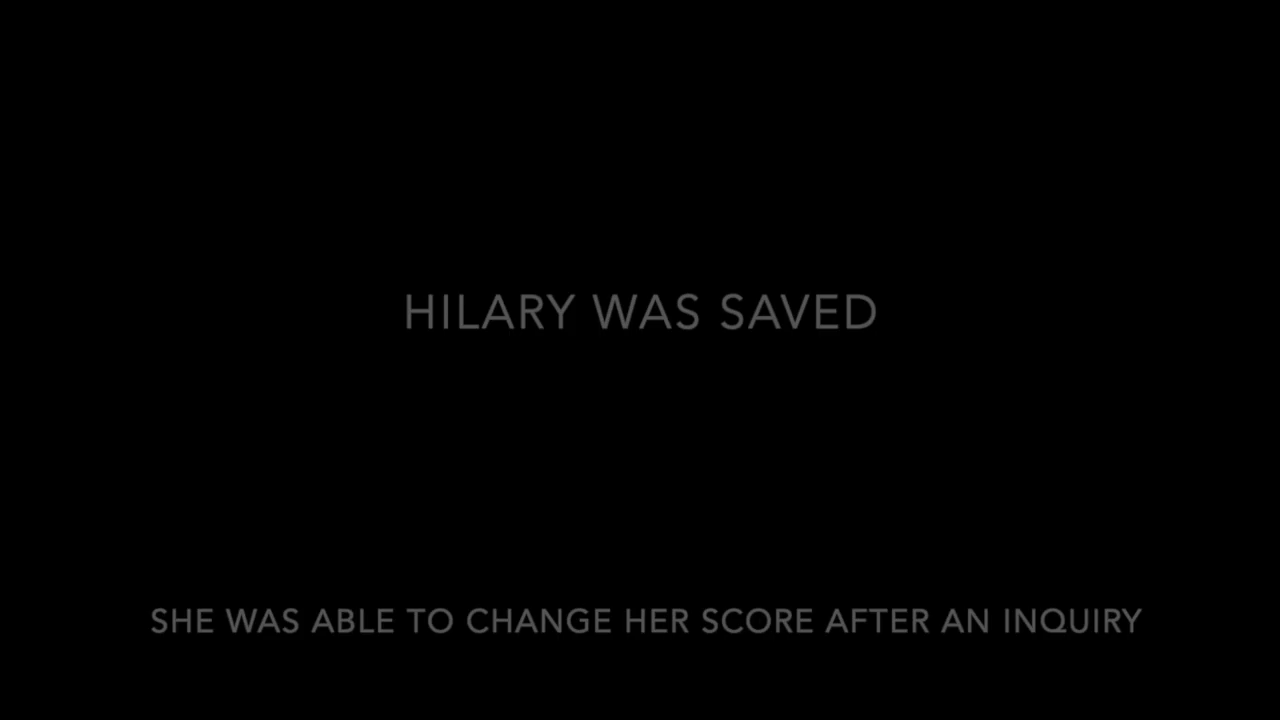 HILARY WAS SAVED
SHE WAS ABLE TO CHANGE HER SCORE AFTER AN INQUIRY